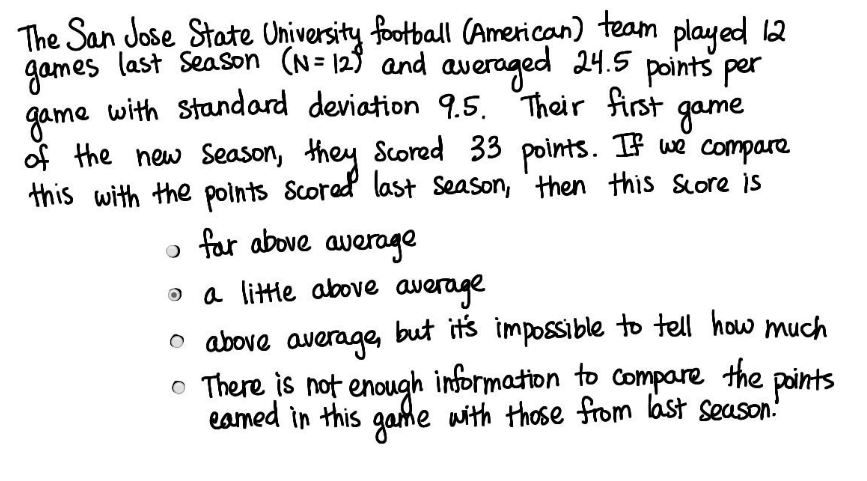 The San Jose State University football (American) team played 12
games last season (N=12) and averaged 24.5 points per
game with standard deviation 9.5. Their first game
of the new season, they scored 33 points. If we compare
this with the points scored last season, then this score is
far above average
a little above average
above average, but it's impossible to tell how much
There is not enough information to compare the points
earned in this game with those from last season.